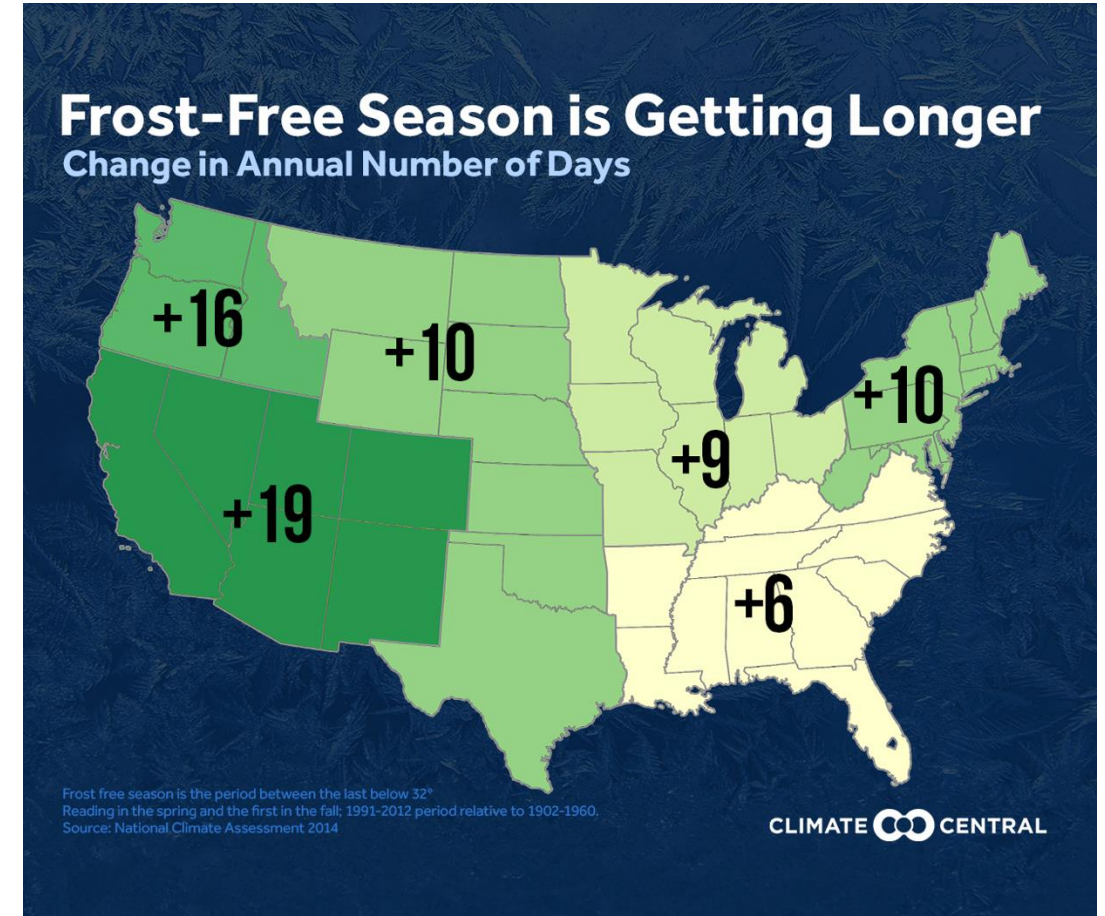 Frost-Free Season is Getting Longer
Change in Annual Number of Days
+16
+10
+10
+9
+19
+6
Frost free season is the period between the last below 32°
Reading in the spring and the first in the fall; 1991-2012 period relative to 1902-1960.
Source: National Climate Assessment 2014
CLIMATE CENTRAL